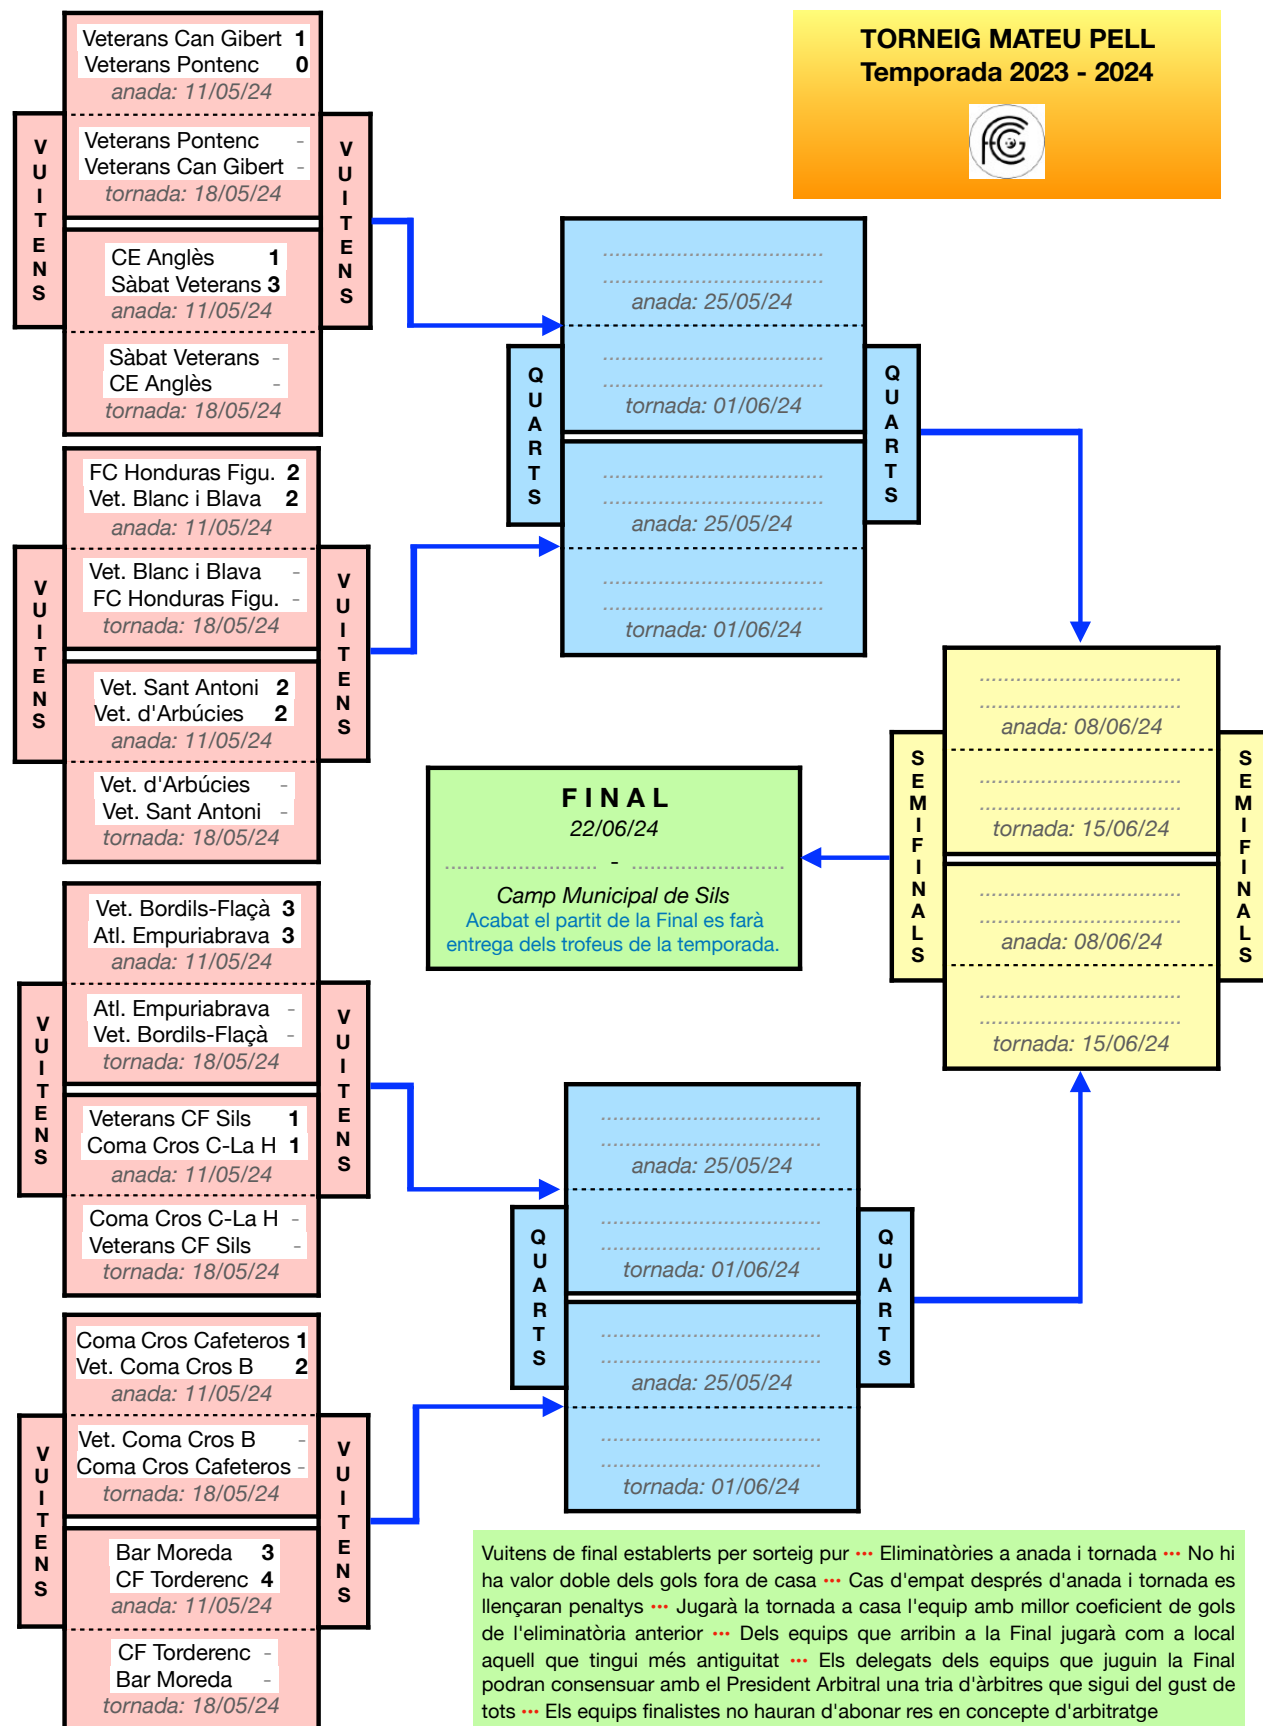 TORNEIG MATEU PELL
Temporada 2023 - 2024
FCGC
VUITENS
Veterans Can Gibert 1
Veterans Pontenc 0
anada: 11/05/24
Veterans Pontenc -
Veterans Can Gibert -
tornada: 18/05/24
CE Anglès 1
Sàbat Veterans 3
anada: 11/05/24
Sàbat Veterans -
CE Anglès -
tornada: 18/05/24
VUITENS
VUITENS
FC Honduras Figu. 2
Vet. Blanc i Blava 2
anada: 11/05/24
Vet. Blanc i Blava -
FC Honduras Figu. -
tornada: 18/05/24
Vet. Sant Antoni 2
Vet. d'Arbúcies 2
anada: 11/05/24
Vet. d'Arbúcies -
Vet. Sant Antoni -
tornada: 18/05/24
VUITENS
VUITENS
Vet. Bordils-Flaçà 3
Atl. Empuriabrava 3
anada: 11/05/24
Atl. Empuriabrava -
Vet. Bordils-Flaçà -
tornada: 18/05/24
Veterans CF Sils 1
Coma Cros C-La H 1
anada: 11/05/24
Coma Cros C-La H -
Veterans CF Sils -
tornada: 18/05/24
VUITENS
VUITENS
Coma Cros Cafeteros 1
Vet. Coma Cros B 2
anada: 11/05/24
Vet. Coma Cros B -
Coma Cros Cafeteros -
tornada: 18/05/24
Bar Moreda 3
CF Torderenc 4
anada: 11/05/24
CF Torderenc -
Bar Moreda -
tornada: 18/05/24
VUITENS
QUARTS
anada: 25/05/24
tornada: 01/06/24
anada: 25/05/24
tornada: 01/06/24
QUARTS
QUARTS
anada: 25/05/24
tornada: 01/06/24
anada: 25/05/24
tornada: 01/06/24
QUARTS
SEMIFINALS
anada: 08/06/24
tornada: 15/06/24
anada: 08/06/24
tornada: 15/06/24
SEMIFINALS
FINAL
22/06/24
-
Camp Municipal de Sils
Acabat el partit de la Final es farà
entrega dels trofeus de la temporada.
Vuitens de final establerts per sorteig pur ••• Eliminatòries a anada i tornada ••• No hi
ha valor doble dels gols fora de casa ••• Cas d'empat després d'anada i tornada es
llençaran penaltys ••• Jugarà la tornada a casa l'equip amb millor coeficient de gols
de l'eliminatòria anterior ••• Dels equips que arribin a la Final jugarà com a local
aquell que tingui més antiguitat ••• Els delegats dels equips que juguin la Final
podran consensuar amb el President Arbitral una tria d'àrbitres que sigui del gust de
tots ••• Els equips finalistes no hauran d'abonar res en concepte d'arbitratge